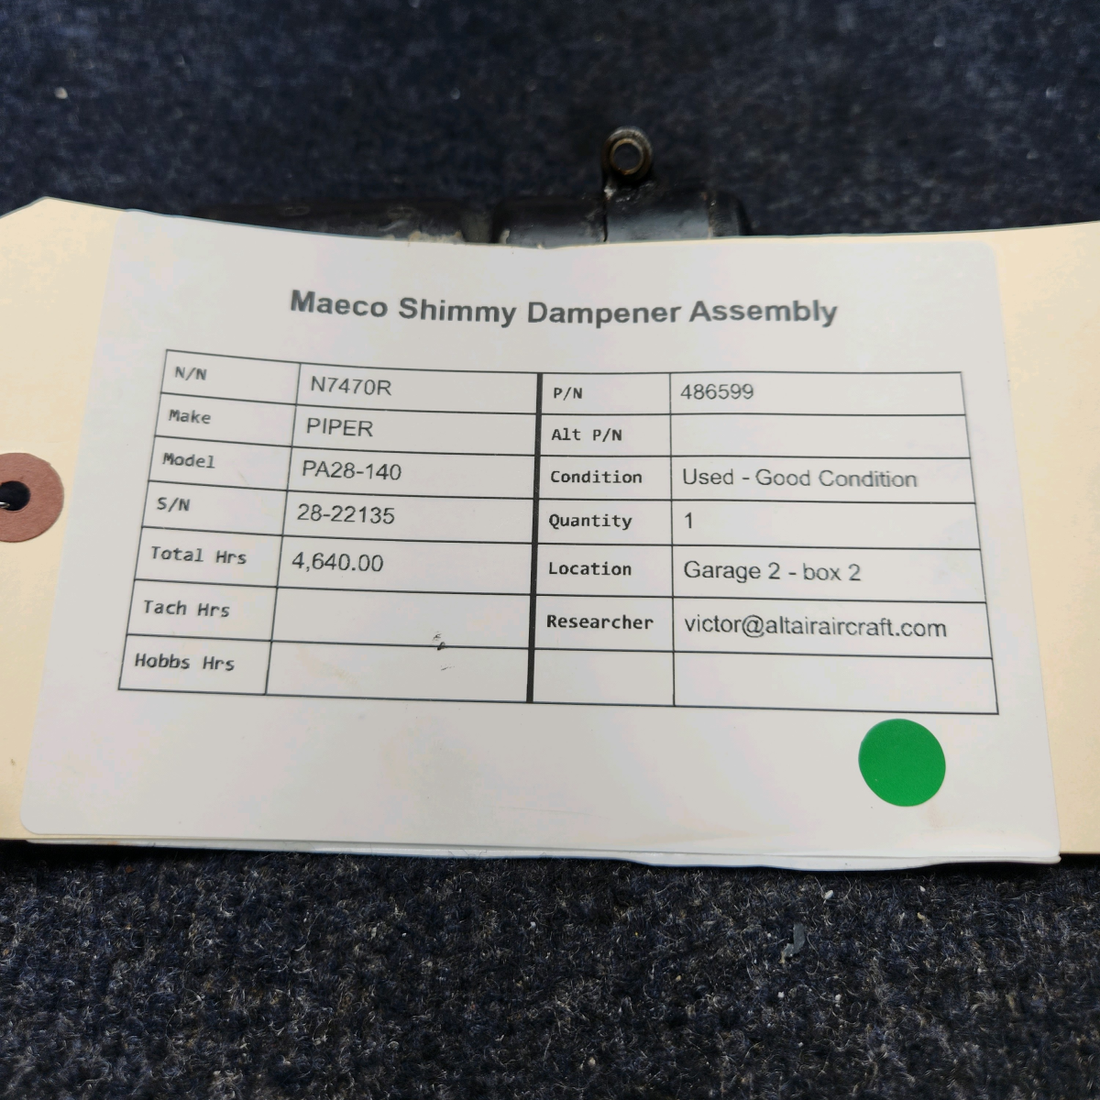 Maeco Shimmy Dampener Assembly
N/N N7470R P/N 486599
Make PIPER Alt P/N
Model PA28-140 Condition Used - Good Condition
S/N 28-22135 Quantity 1
Total Hrs 4,640.00 Location Garage 2 - box 2
Tach Hrs Researcher victor@altairaircraft.com
Hobbs Hrs